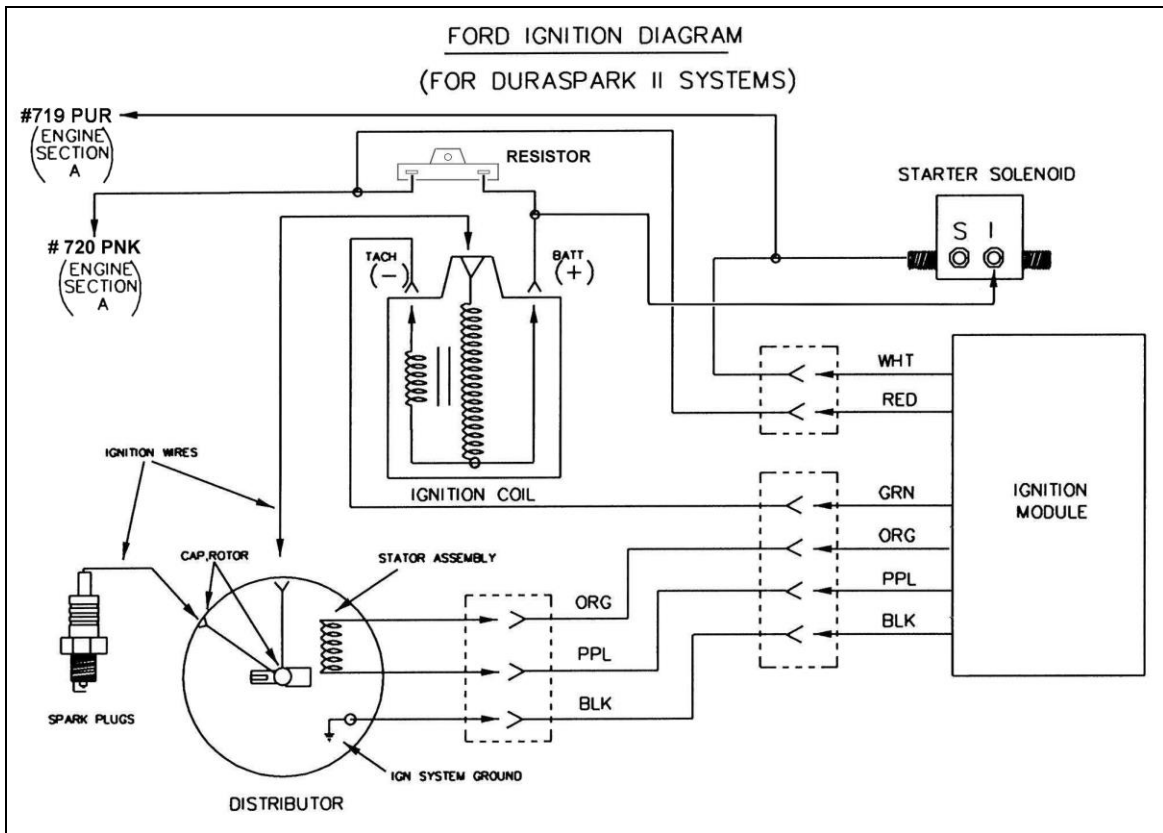 FORD IGNITION DIAGRAM
(FOR DURASPARK II SYSTEMS)
#719 PUR
(ENGINE
SECTION
A)
RESISTOR
STARTER SOLENOID
S I
# 720 PNK
(ENGINE
SECTION
A)
TACH
(-)
BATT
(+)
WHT
RED
IGNITION WIRES
IGNITION COIL
GRN
IGNITION
MODULE
ORG
CAP,ROTOR
STATOR ASSEMBLY
PPL
BLK
ORG
PPL
BLK
SPARK PLUGS
IGN SYSTEM GROUND
DISTRIBUTOR